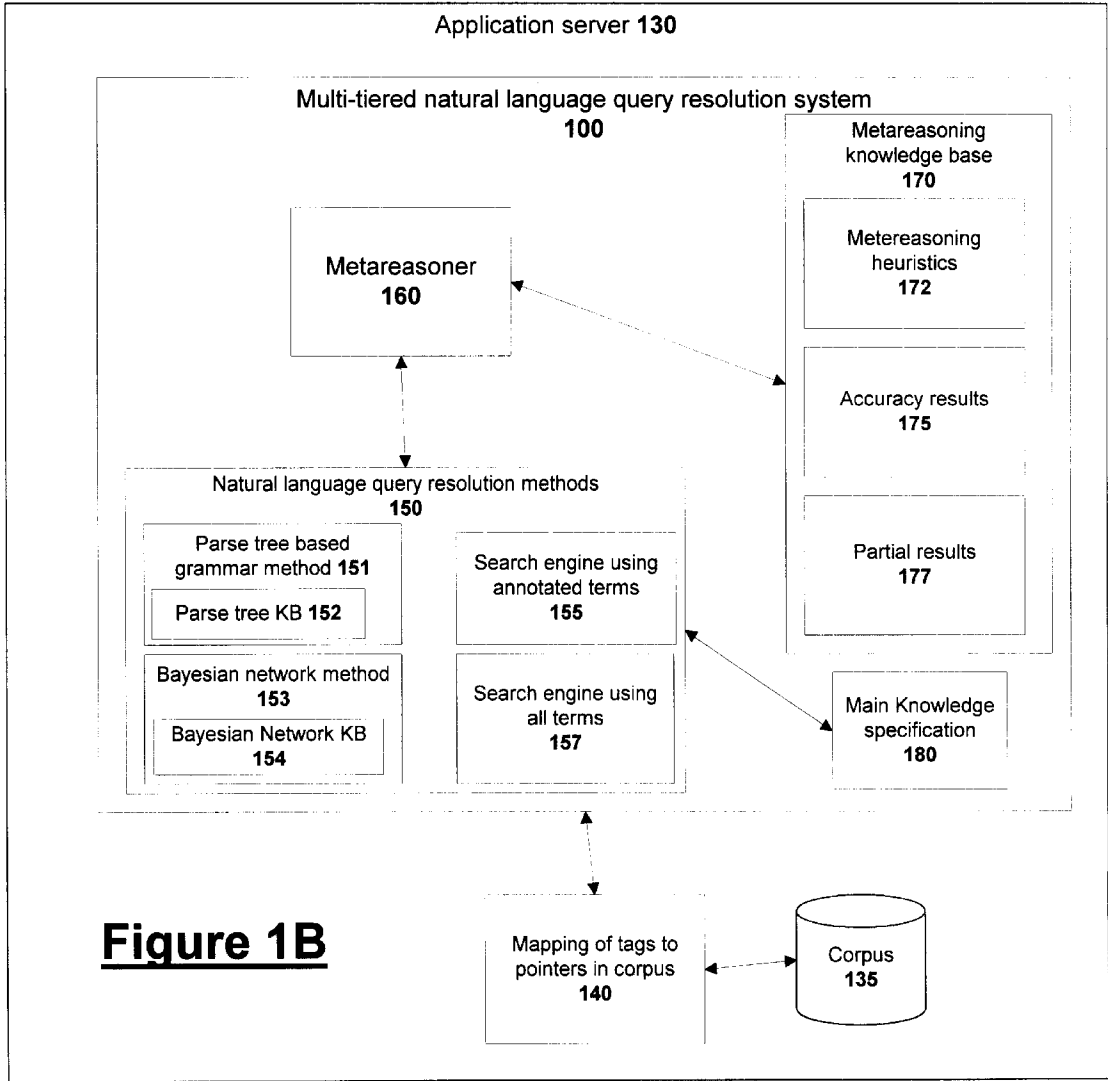 Application server 130
Multi-tiered natural language query resolution system
100
Metareasoning
knowledge base
170
Metereasoning
heuristics
172
Metareasoner
160
Accuracy results
175
Partial results
177
Natural language query resolution methods
150
Parse tree based
grammar method 151
Parse tree KB 152
Search engine using
annotated terms
155
Bayesian network method
153
Bayesian Network KB
154
Search engine using
all terms
157
Main Knowledge
specification
180
Figure 1B
Mapping of tags to
pointers in corpus
140
Corpus
135